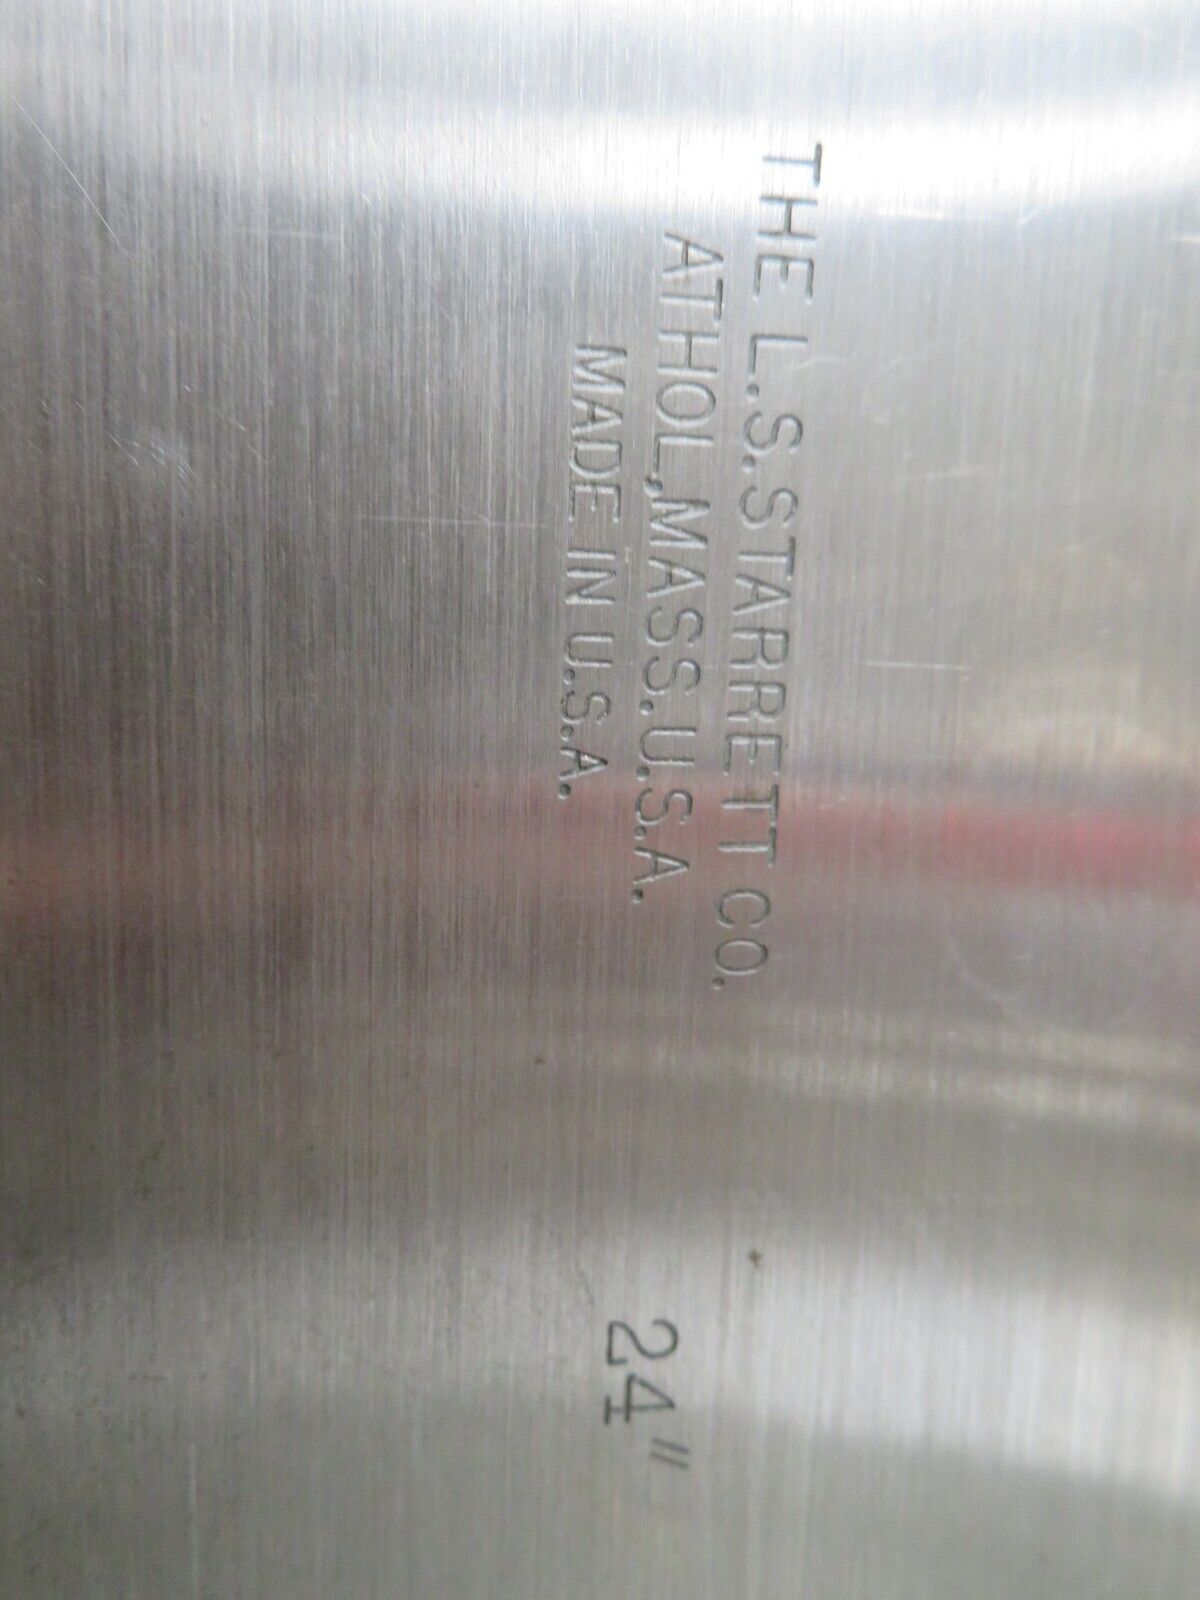 THE L.S.STARRETT CO.
ATHOL,MASS.U.S.A.
MADE IN U.S.A.
24"